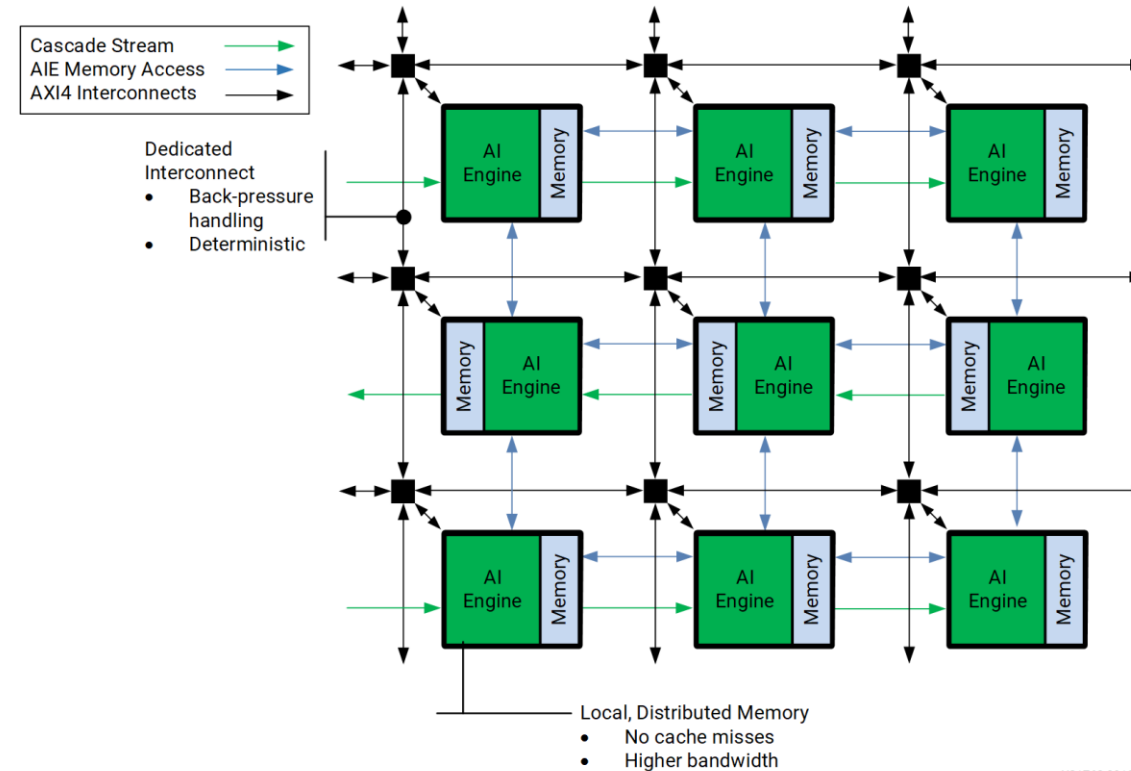 Cascade Stream
AIE Memory Access
AXI4 Interconnects
Dedicated
Interconnect
• Back-pressure
handling
• Deterministic
AI
Engine
Memory
AI
Engine
Memory
AI
Engine
Memory
Memory
AI
Engine
Memory
AI
Engine
Memory
AI
Engine
AI
Engine
Memory
AI
Engine
Memory
AI
Engine
Memory
Local, Distributed Memory
• No cache misses
• Higher bandwidth